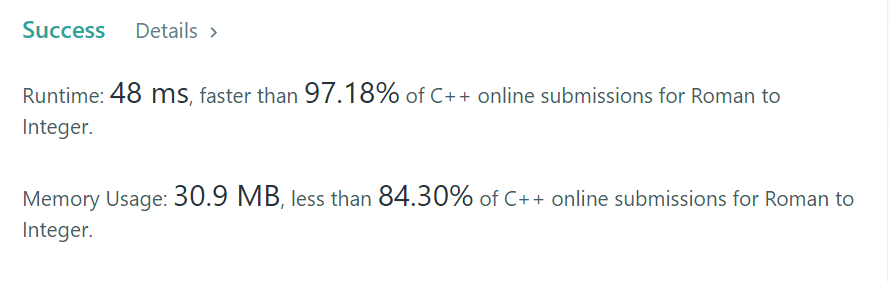 Success Details >
Runtime: 48 ms, faster than 97.18% of C++ online submissions for Roman to
Integer.
Memory Usage: 30.9 MB, less than 84.30% of C++ online submissions for Roman to
Integer.